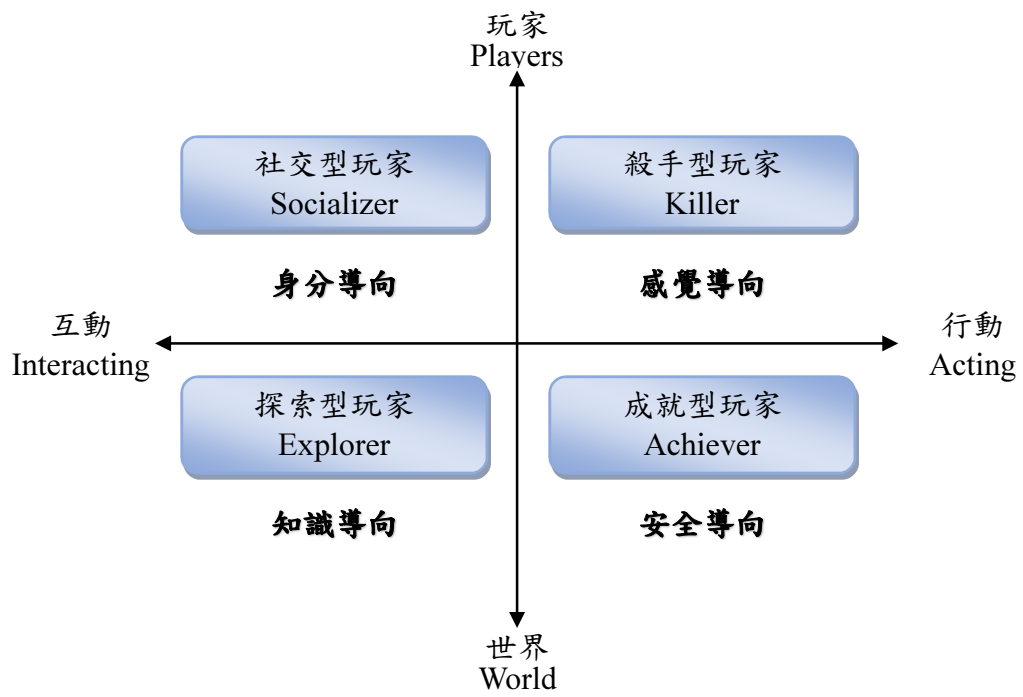 玩家
Players
社交型玩家
Socializer
殺手型玩家
Killer
身分導向
感覺導向
互動
Interacting
行動
Acting
探索型玩家
Explorer
成就型玩家
Achiever
知識導向
安全導向
世界
World